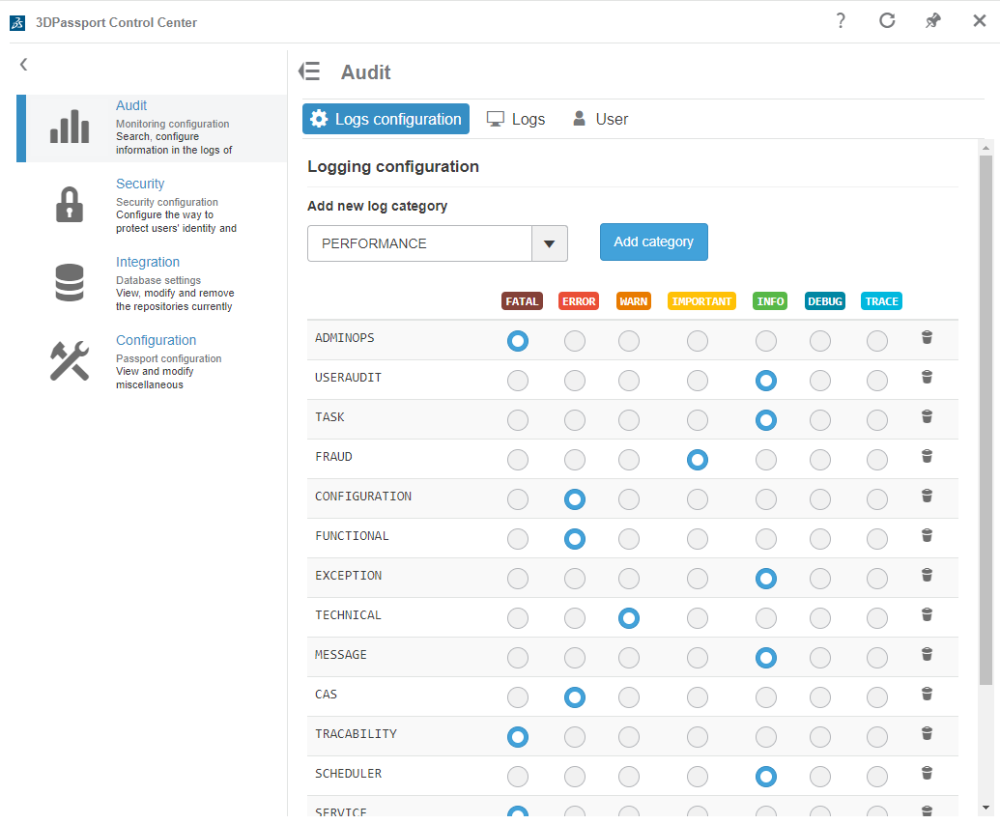 3DPassport Control Center
?
Audit
Monitoring configuration
Search, configure
information in the logs of
Security
Security configuration
Configure the way to
protect users' identity and
Integration
Database settings
View, modify and remove
the repositories currently
Configuration
Passport configuration
View and modify
miscellaneous
Audit
Logs configuration Logs User
Logging configuration
Add new log category
PERFORMANCE Add category
FATAL ERROR WARN IMPORTANT INFO DEBUG TRACE
ADMINOPS
USERAUDIT
TASK
FRAUD
CONFIGURATION
FUNCTIONAL
EXCEPTION
TECHNICAL
MESSAGE
CAS
TRACABILITY
SCHEDULER
SERVICE